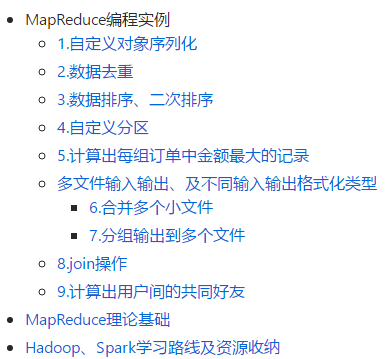 MapReduce编程实例
1.自定义对象序列化
2.数据去重
3.数据排序、二次排序
4.自定义分区
5.计算出每组订单中金额最大的记录
多文件输入输出、及不同输入输出格式化类型
6.合并多个小文件
7.分组输出到多个文件
8.join操作
9.计算出用户间的共同好友
MapReduce理论基础
Hadoop、Spark学习路线及资源收纳